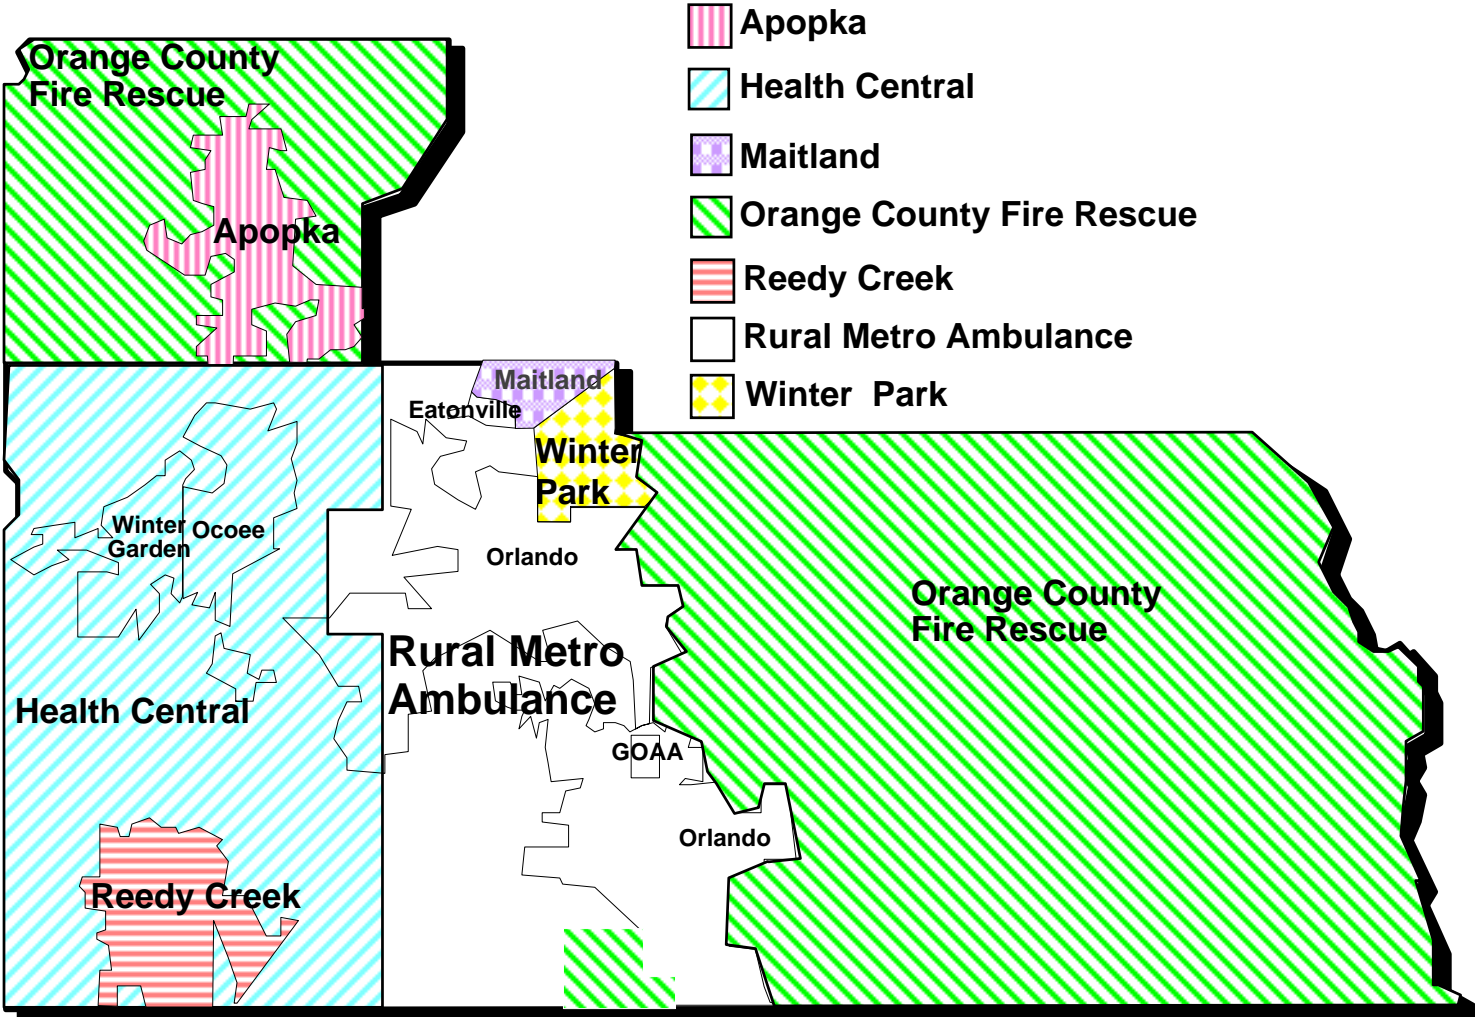 Apopka
Health Central
Maitland
Orange County Fire Rescue
Reedy Creek
Rural Metro Ambulance
Winter Park
Orange County
Fire Rescue
Apopka
Maitland
Eatonville
Winter
Park
Winter
Garden
Ocoee
Orlando
Orange County
Fire Rescue
Rural Metro
Ambulance
Health Central
GOAA
Orlando
Reedy Creek